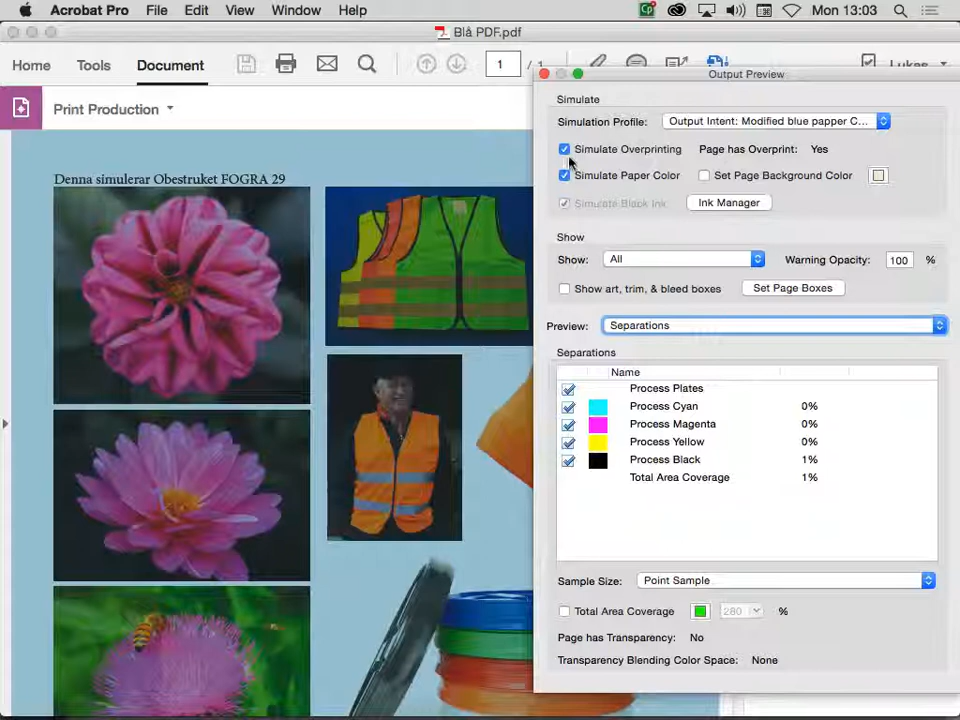 Acrobat Pro File Edit View Window Help Mon 13:03
Blå PDF.pdf
Home Tools Document 1 / 1 Lukas
Output Preview
Print Production
Simulate
Simulation Profile: Output Intent: Modified blue papper C...
Simulate Overprinting Page has Overprint: Yes
Denna simulerar Obestruket FOGRA 29
Simulate Paper Color Set Page Background Color
Simulate Black Ink Ink Manager
Show
Show: All Warning Opacity: 100 %
Show art, trim, & bleed boxes Set Page Boxes
Preview: Separations
Separations
Name
Process Plates
Process Cyan 0%
Process Magenta 0%
Process Yellow 0%
Process Black 1%
Total Area Coverage 1%
Sample Size: Point Sample
Total Area Coverage 280 %
Page has Transparency: No
Transparency Blending Color Space: None